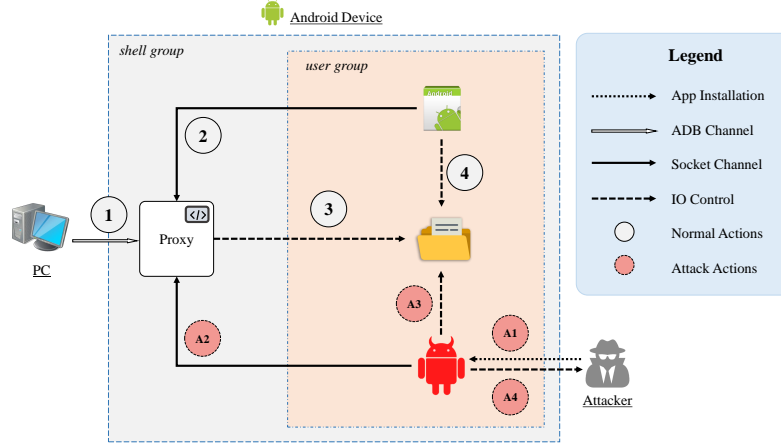 Android Device
shell group
user group
Legend
Android
App Installation
2
ADB Channel
4
Socket Channel
IO Control
1
</>
3
Normal Actions
Proxy
PC
Attack Actions
A3
A2
A1
A4
Attacker